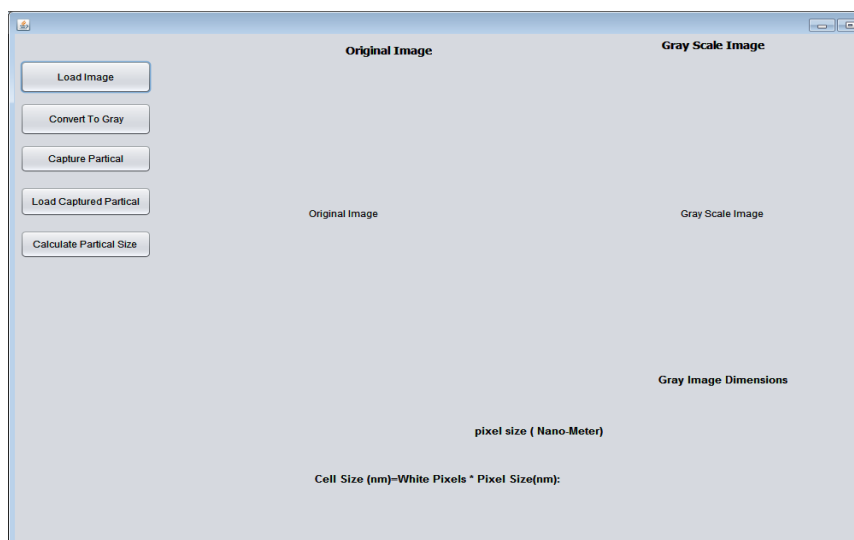 Original Image
Gray Scale Image
Load Image
Convert To Gray
Capture Partical
Load Captured Partical
Calculate Partical Size
Original Image
Gray Scale Image
Gray Image Dimensions
pixel size ( Nano-Meter)
Cell Size (nm)=White Pixels * Pixel Size(nm):